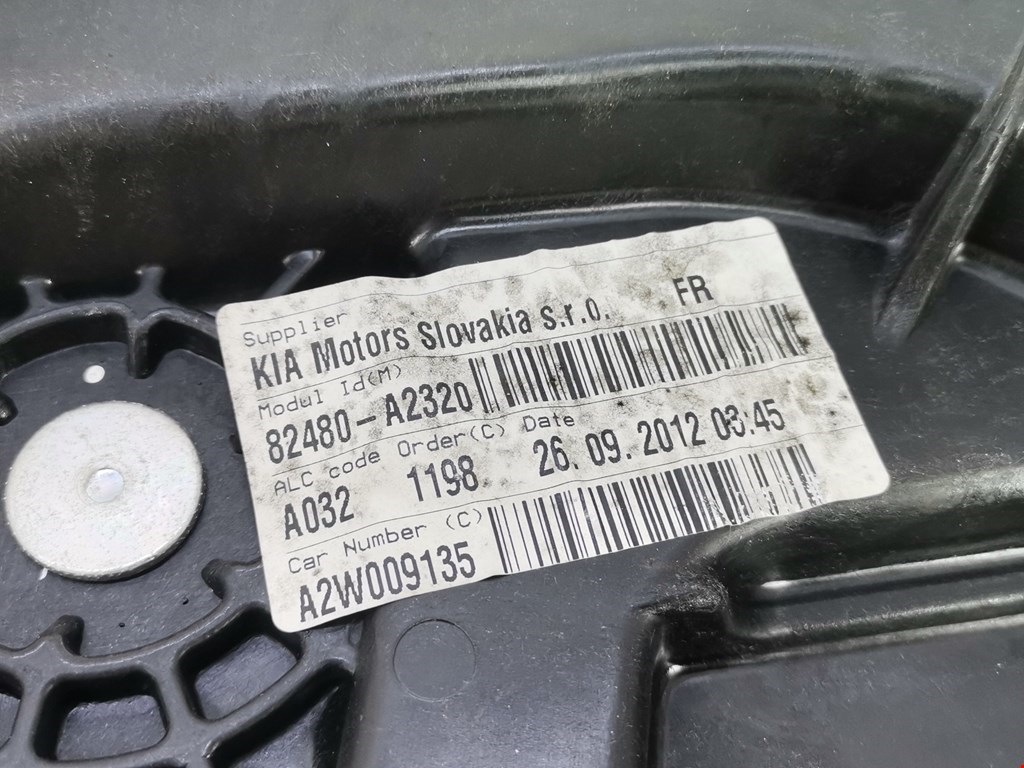 Supplier
KIA Motors Slovakia s.r.o. FR
Modul Id(M)
82480-A2320
ALC code Order(C) Date
A032 1198 26.09.2012 03:45
Car Number (C)
A2W009135